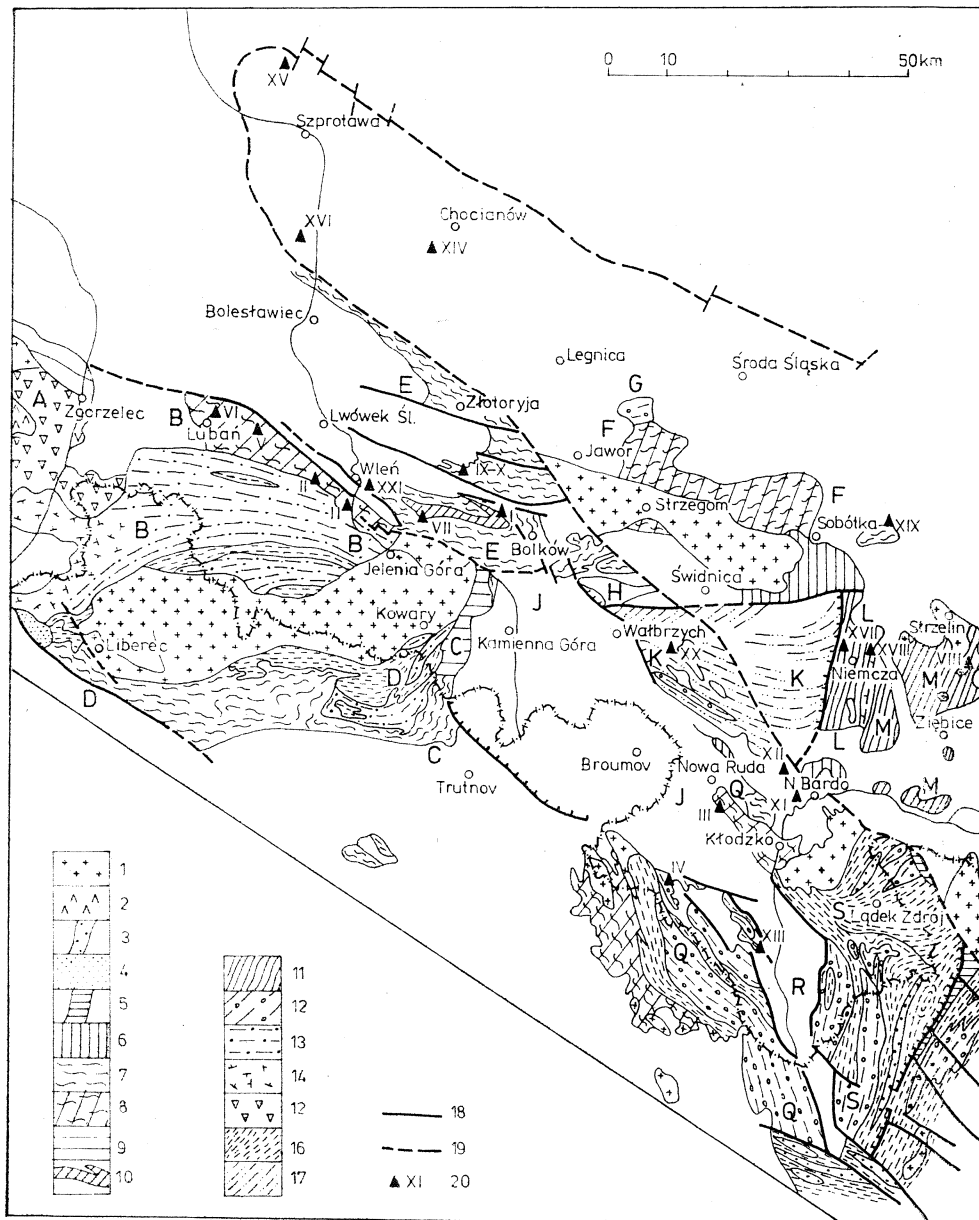 0 10 50km
XV
Szprotawa
XVI
Chocianów
XIV
Bolesławiec
Legnica
Środa Śląska
E
G
A
Zgorzelec
B
VI
Lubań
V
Lwówek Śl.
Złotoryja
F
Jawor
IX-X
F
Wleń
XXI
II
II
Strzegom
Sobótka
XIX
VII
I
B
B
E
Bolków
Jelenia Góra
Świdnica
H
J
L
Kowary
C
Kamienna Góra
Wałbrzych
XX
K
XVII
XVIII
Strzelin
VIII
Niemcza
Liberec
D
K
M
D
M
Ziębice
L
C
Trutnov
Broumov
Nowa Ruda
XII
N
Bardo
M
J
Q
III
XI
Kłodzko
IV
S
Lądek Zdrój
XIII
Q
R
Q
S
1
2
3
4
5
6
7
8
9
10
11
12
13
14
12
16
17
18
19
XI 20